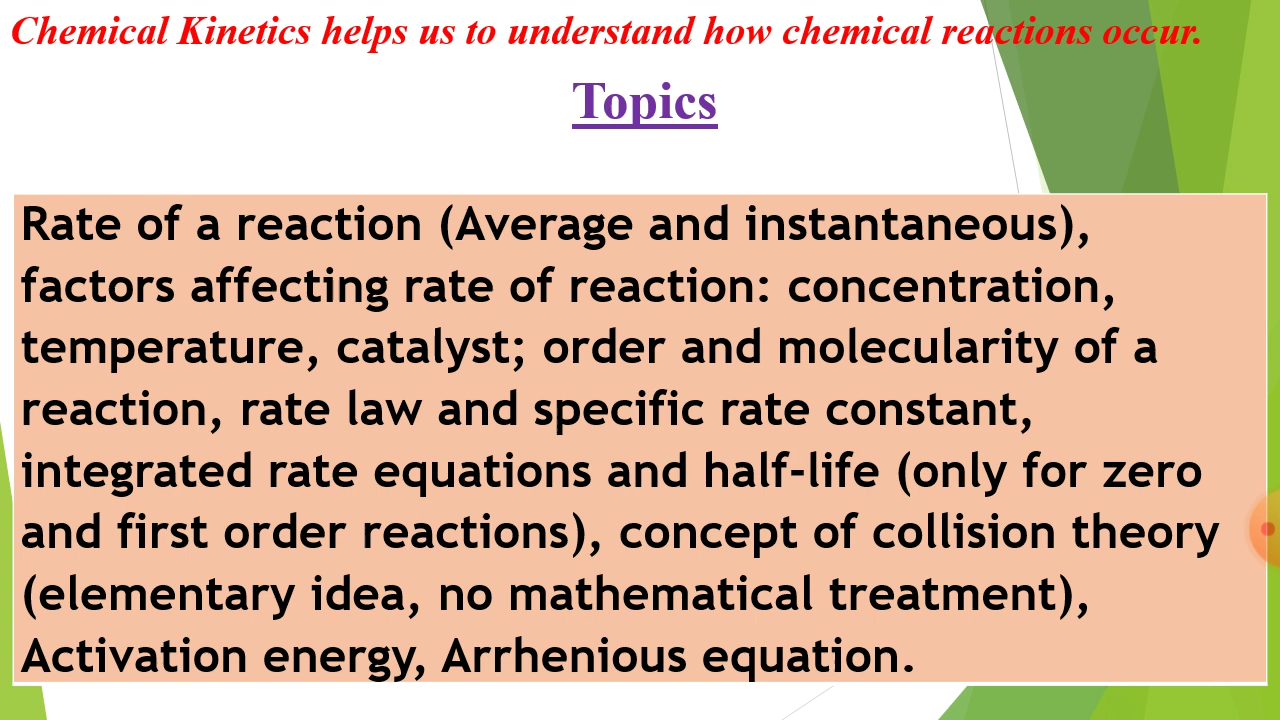 Chemical Kinetics helps us to understand how chemical reactions occur.
Topics
Rate of a reaction (Average and instantaneous),
factors affecting rate of reaction: concentration,
temperature, catalyst; order and molecularity of a
reaction, rate law and specific rate constant,
integrated rate equations and half-life (only for zero
and first order reactions), concept of collision theory
(elementary idea, no mathematical treatment),
Activation energy, Arrhenious equation.